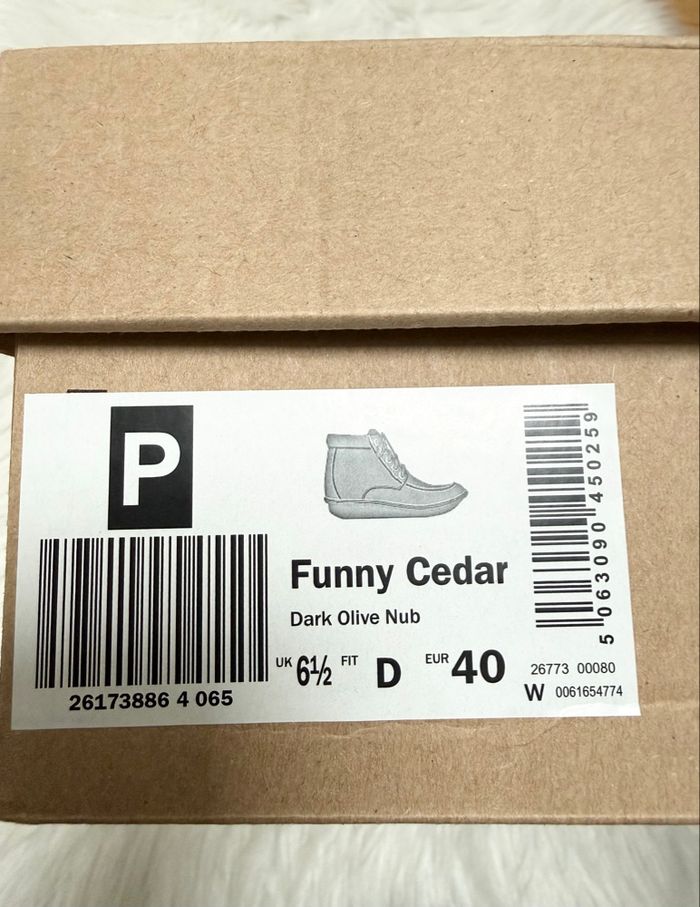 P
26173886 4 065
Funny Cedar
Dark Olive Nub
UK 6½ FIT D EUR 40
5 063090 450259
26773 00080
W 0061654774